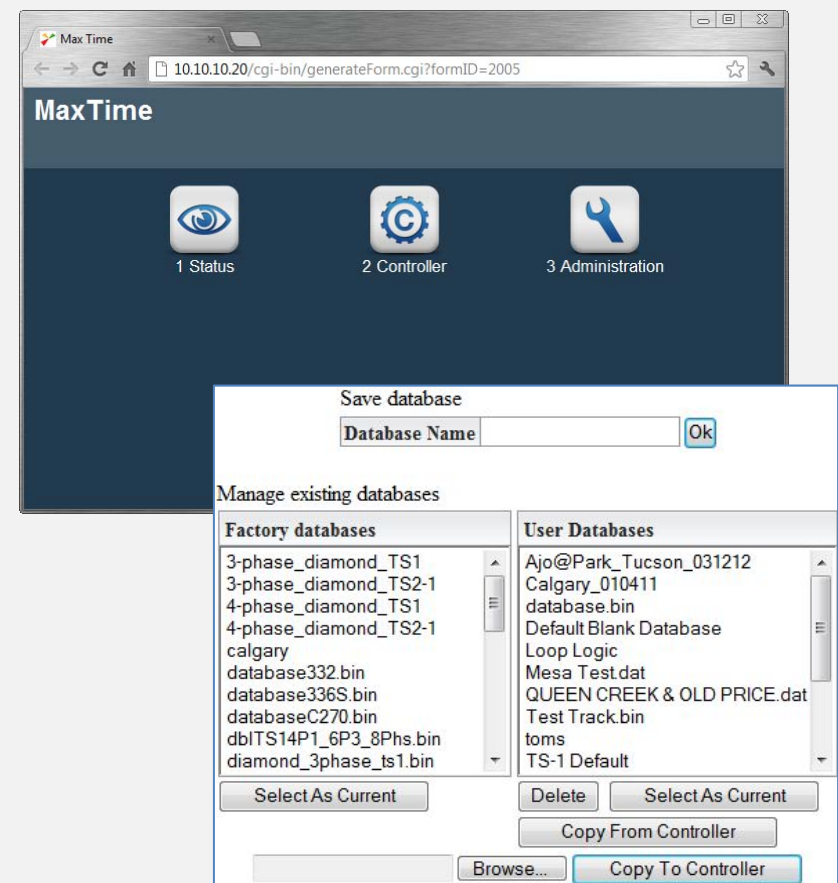 Max Time
10.10.10.20/cgi-bin/generateForm.cgi?formID=2005
MaxTime
1 Status
2 Controller
3 Administration
Save database
Database Name
Ok
Manage existing databases
Factory databases
3-phase_diamond_TS1
3-phase_diamond_TS2-1
4-phase_diamond_TS1
4-phase_diamond_TS2-1
calgary
database332.bin
database336S.bin
databaseC270.bin
dbITS14P1_6P3_8Phs.bin
diamond_3phase_ts1.bin
Select As Current
User Databases
Ajo@Park_Tucson_031212
Calgary_010411
database.bin
Default Blank Database
Loop Logic
Mesa Test.dat
QUEEN CREEK & OLD PRICE.dat
Test Track.bin
toms
TS-1 Default
Delete
Select As Current
Copy From Controller
Browse...
Copy To Controller